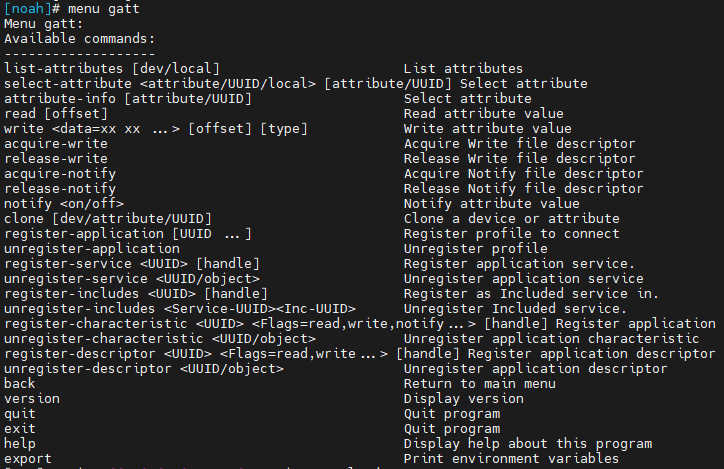 [noah]# menu gatt
Menu gatt:
Available commands:
-------------------
list-attributes [dev/local] List attributes
select-attribute <attribute/UUID/local> [attribute/UUID] Select attribute
attribute-info [attribute/UUID] Select attribute
read [offset] Read attribute value
write <data=xx xx ...> [offset] [type] Write attribute value
acquire-write Acquire Write file descriptor
release-write Release Write file descriptor
acquire-notify Acquire Notify file descriptor
release-notify Release Notify file descriptor
notify <on/off> Notify attribute value
clone [dev/attribute/UUID] Clone a device or attribute
register-application [UUID ...] Register profile to connect
unregister-application Unregister profile
register-service <UUID> [handle] Register application service.
unregister-service <UUID/object> Unregister application service
register-includes <UUID> [handle] Register as Included service in.
unregister-includes <Service-UUID><Inc-UUID> Unregister Included service.
register-characteristic <UUID> <Flags=read,write,notify...> [handle] Register application
unregister-characteristic <UUID/object> Unregister application characteristic
register-descriptor <UUID> <Flags=read,write...> [handle] Register application descriptor
unregister-descriptor <UUID/object> Unregister application descriptor
back Return to main menu
version Display version
quit Quit program
exit Quit program
help Display help about this program
export Print environment variables